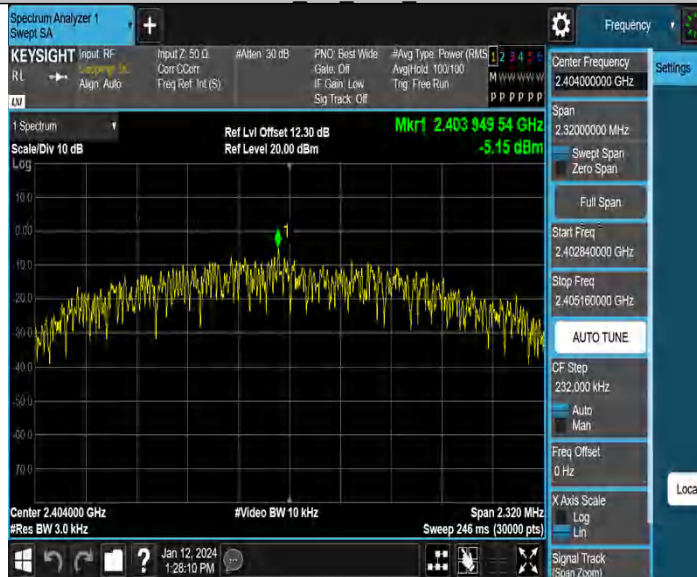 Spectrum Analyzer 1
Swept SA
+
Frequency
KEYSIGHT
RL
Input: RF
Coupling: DC
Align: Auto
Input Z: 50 Ω
Corr CCorr
Freq Ref: Int (S)
#Atten: 30 dB
PNO: Best Wide
Gate: Off
IF Gain: Low
Sig Track: Off
#Avg Type: Power (RMS
Avg|Hold: 100/100
Trig: Free Run
1 2 3 4 5 6
M W W W W W
P P P P P P
LXI
1 Spectrum
Scale/Div 10 dB
Log
Ref Lvl Offset 12.30 dB
Ref Level 20.00 dBm
Mkr1 2.403 949 54 GHz
-5.15 dBm
10.0
0.00
-10.0
-20.0
-30.0
-40.0
-50.0
-60.0
-70.0
1
Center 2.404000 GHz
#Res BW 3.0 kHz
#Video BW 10 kHz
Span 2.320 MHz
Sweep 246 ms (30000 pts)
?
Jan 12, 2024
1:28:10 PM
Center Frequency
2.404000000 GHz
Settings
Span
2.32000000 MHz
Swept Span
Zero Span
Full Span
Start Freq
2.402840000 GHz
Stop Freq
2.405160000 GHz
AUTO TUNE
CF Step
232.000 kHz
Auto
Man
Freq Offset
0 Hz
X Axis Scale
Log
Lin
Loca
Signal Track
(Span Zoom)